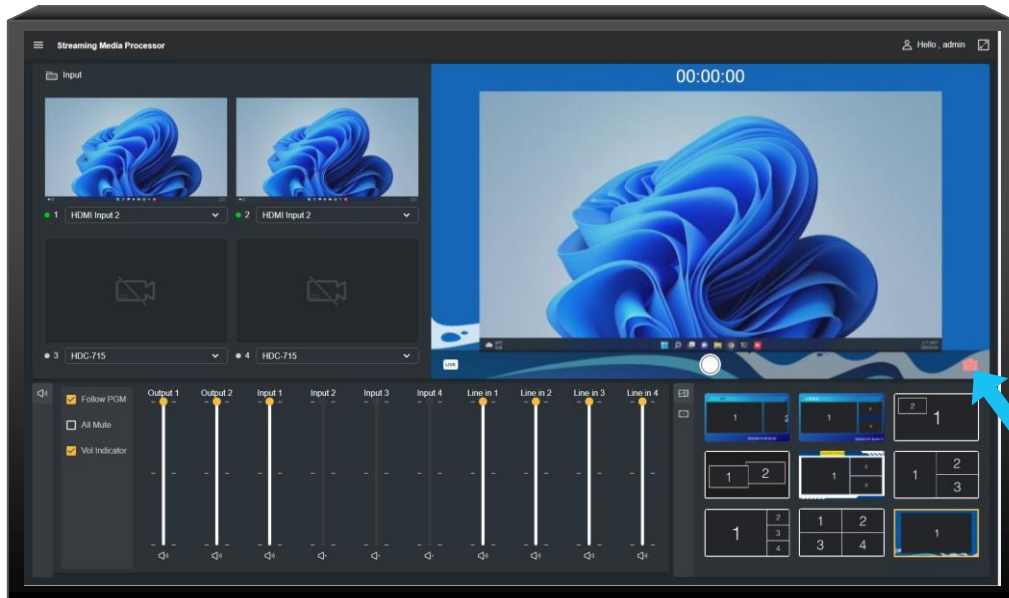 Streaming Media Processor
Hello , admin
Input
00:00:00
1 HDMI Input 2
2 HDMI Input 2
3 HDC-715
4 HDC-715
LIVE
Follow PGM
All Mute
Vol Indicator
Output 1 Output 2 Input 1 Input 2 Input 3 Input 4 Line in 1 Line in 2 Line in 3 Line in 4
1 2
1
2 1
1 2
1
1 2 3
1 2 3 4
1 2
3 4
1